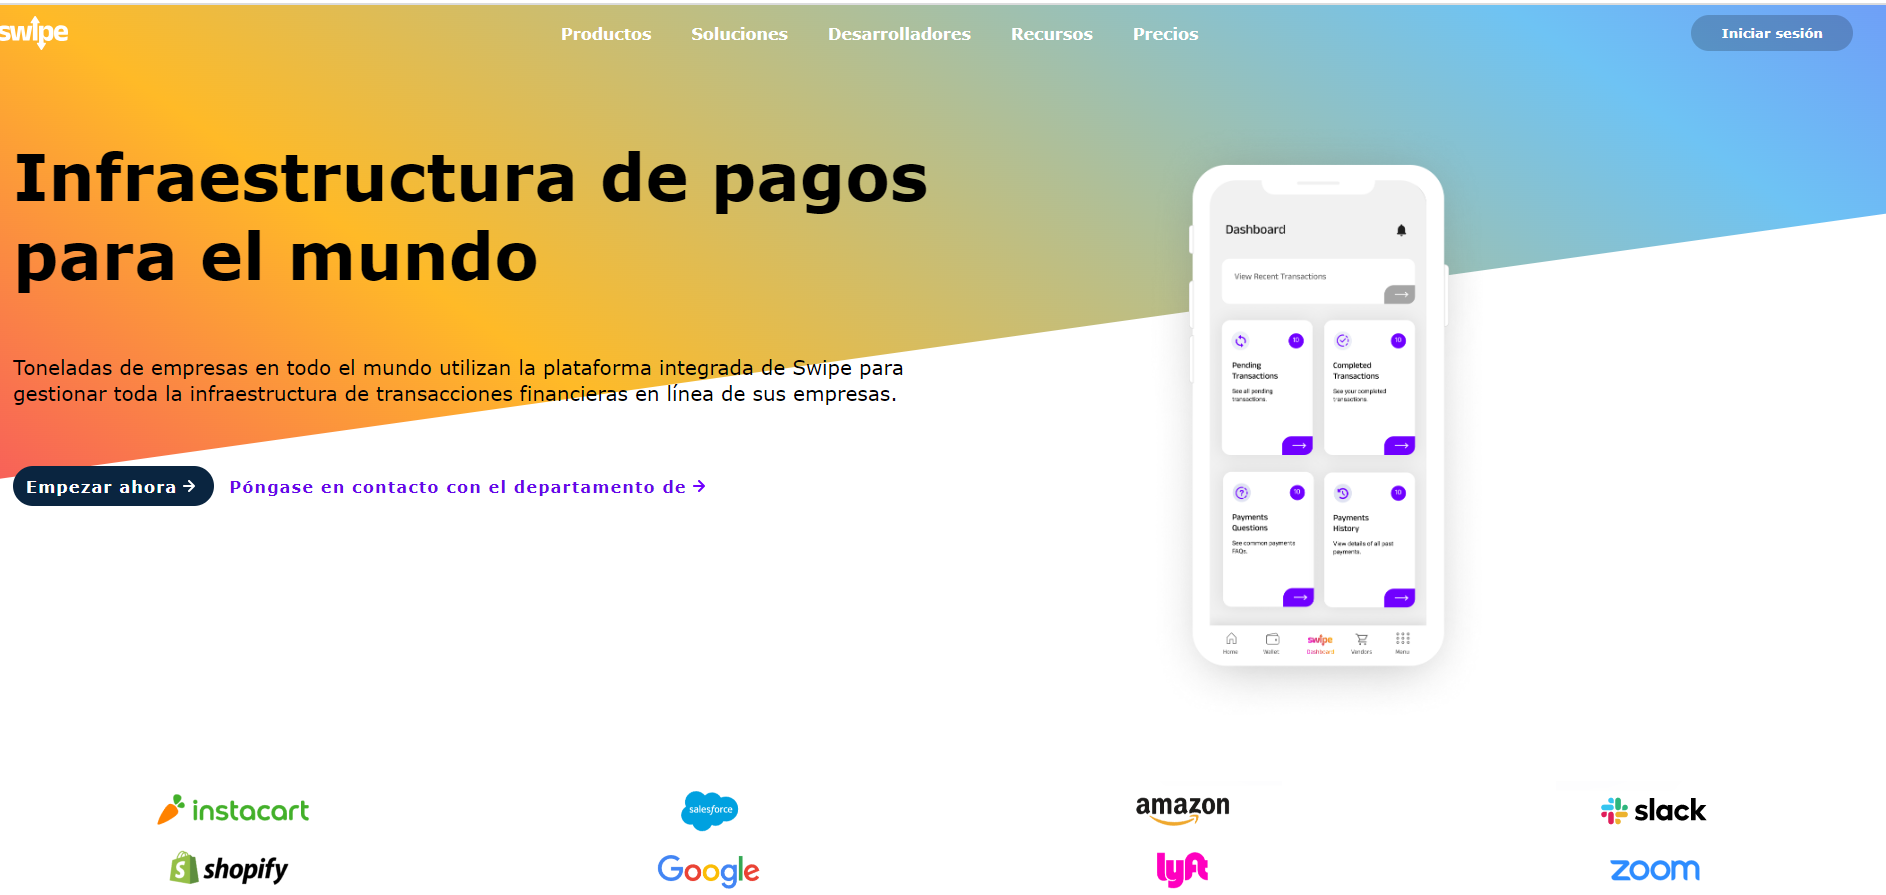 swipe
Productos
Soluciones
Desarrolladores
Recursos
Precios
Iniciar sesión
Infraestructura de pagos
para el mundo
Toneladas de empresas en todo el mundo utilizan la plataforma integrada de Swipe para
gestionar toda la infraestructura de transacciones financieras en línea de sus empresas.
Empezar ahora
Póngase en contacto con el departamento de
Dashboard
View Recent Transactions
10
Pending
Transactions
See all pending
transactions.
10
Completed
Transactions
See your completed
transactions
10
Payments
Questions
See common payments
FAQs.
10
Payments
History
View details of all past
payments.
Home
Wallet
swipe
Dashboard
Vendors
Menu
instacart
salesforce
amazon
slack
shopify
Google
lyft
zoom